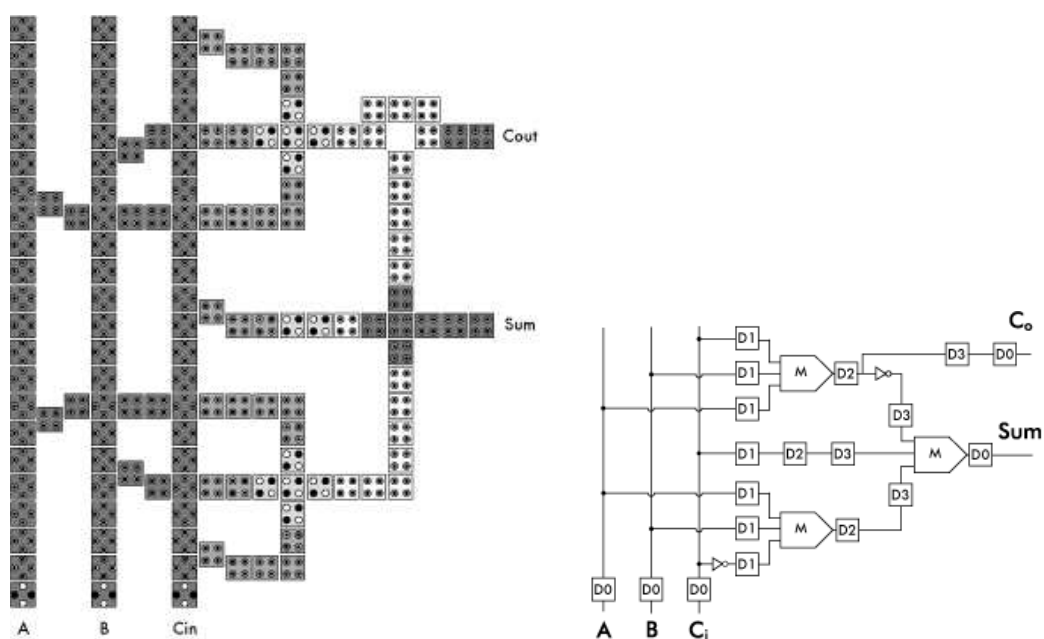 Cout
Sum
A B Cin
Cₒ
D1 D3 D0
M D2
D1
D1 D3 Sum
D1 D2 D3 M D0
D1 D3
D1 M D2
D1
D0 D0 D0
A B Cᵢ